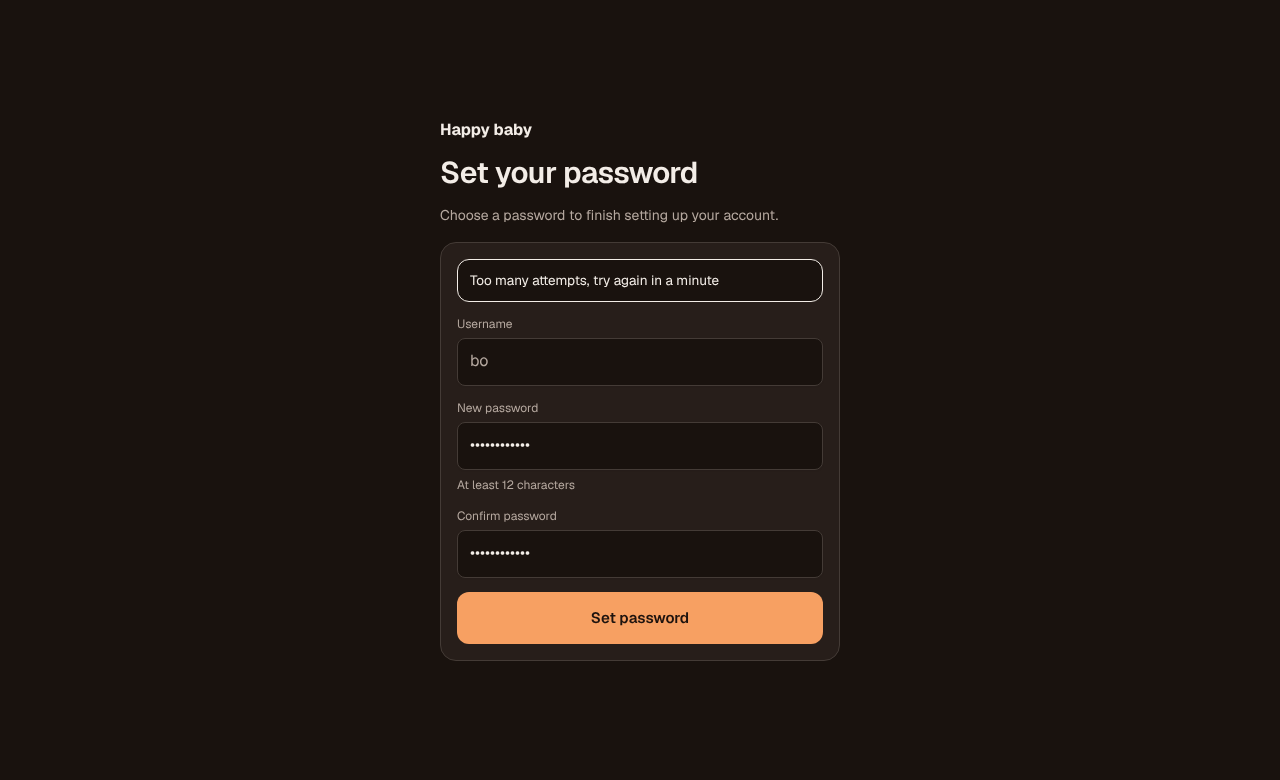 Happy baby
Set your password
Choose a password to finish setting up your account.
Too many attempts, try again in a minute
Username
bo
New password
••••••••••••
At least 12 characters
Confirm password
••••••••••••
Set password